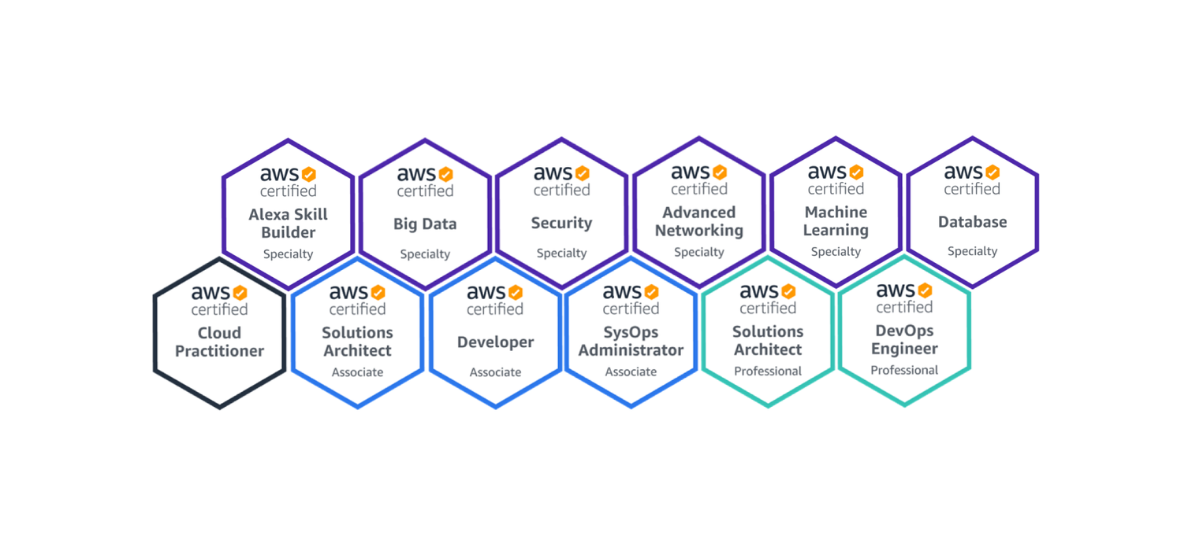 aws
certified
Alexa Skill
Builder
Specialty
aws
certified
Big Data
Specialty
aws
certified
Security
Specialty
aws
certified
Advanced
Networking
Specialty
aws
certified
Machine
Learning
Specialty
aws
certified
Database
Specialty
aws
certified
Cloud
Practitioner
aws
certified
Solutions
Architect
Associate
aws
certified
Developer
Associate
aws
certified
SysOps
Administrator
Associate
aws
certified
Solutions
Architect
Professional
aws
certified
DevOps
Engineer
Professional